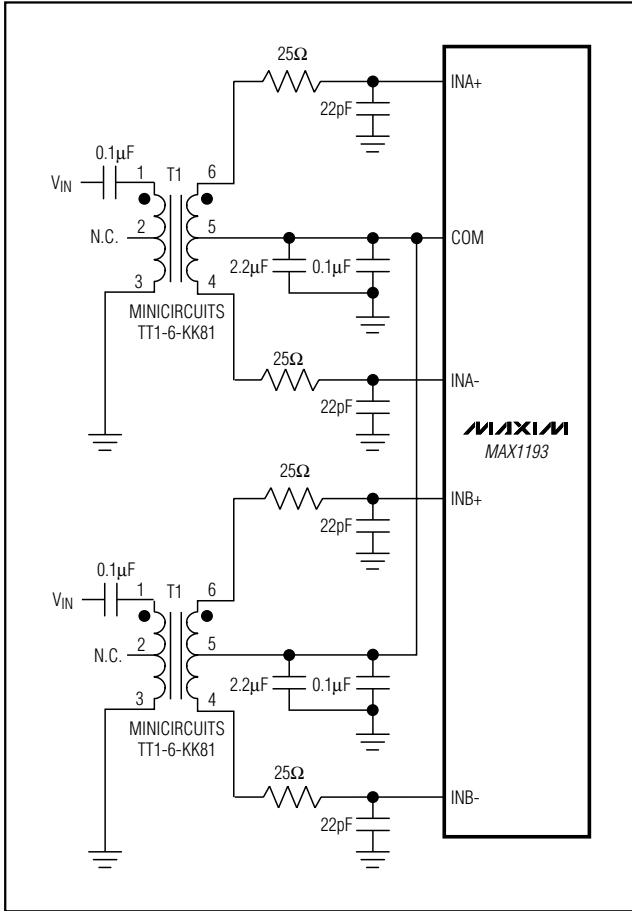 25Ω
INA+
22pF
0.1μF
1
T1
6
VIN
N.C.
2
5
COM
2.2μF
0.1μF
3
4
MINICIRCUITS
TT1-6-KK81
25Ω
INA-
22pF
MAXIM
MAX1193
25Ω
INB+
22pF
0.1μF
1
T1
6
VIN
N.C.
2
5
2.2μF
0.1μF
3
4
MINICIRCUITS
TT1-6-KK81
25Ω
INB-
22pF